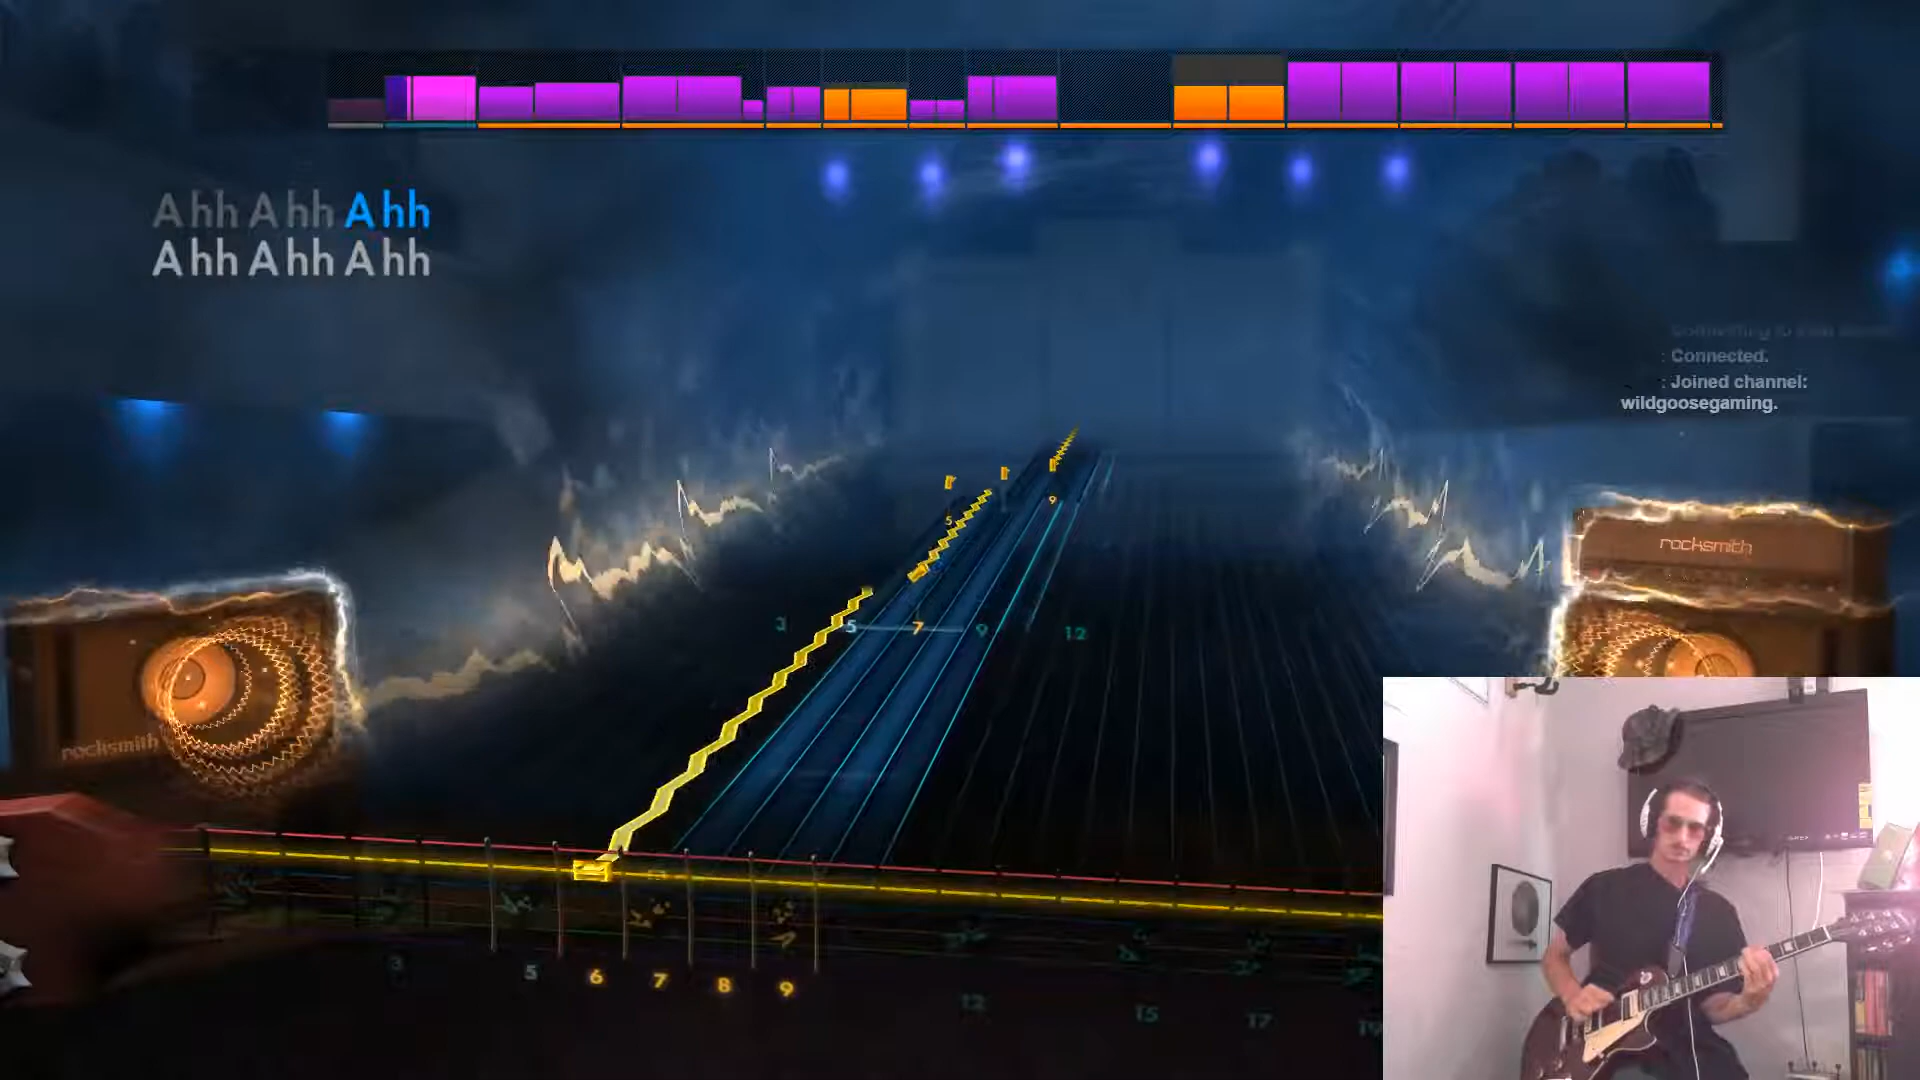 Ahh Ahh Ahh
Ahh Ahh Ahh
: Connected.
: Joined channel:
wildgoosegaming.
rocksmith
rocksmith
9
5
3 5 7 9 12
3 5 6 7 8 9 12 15 17 19